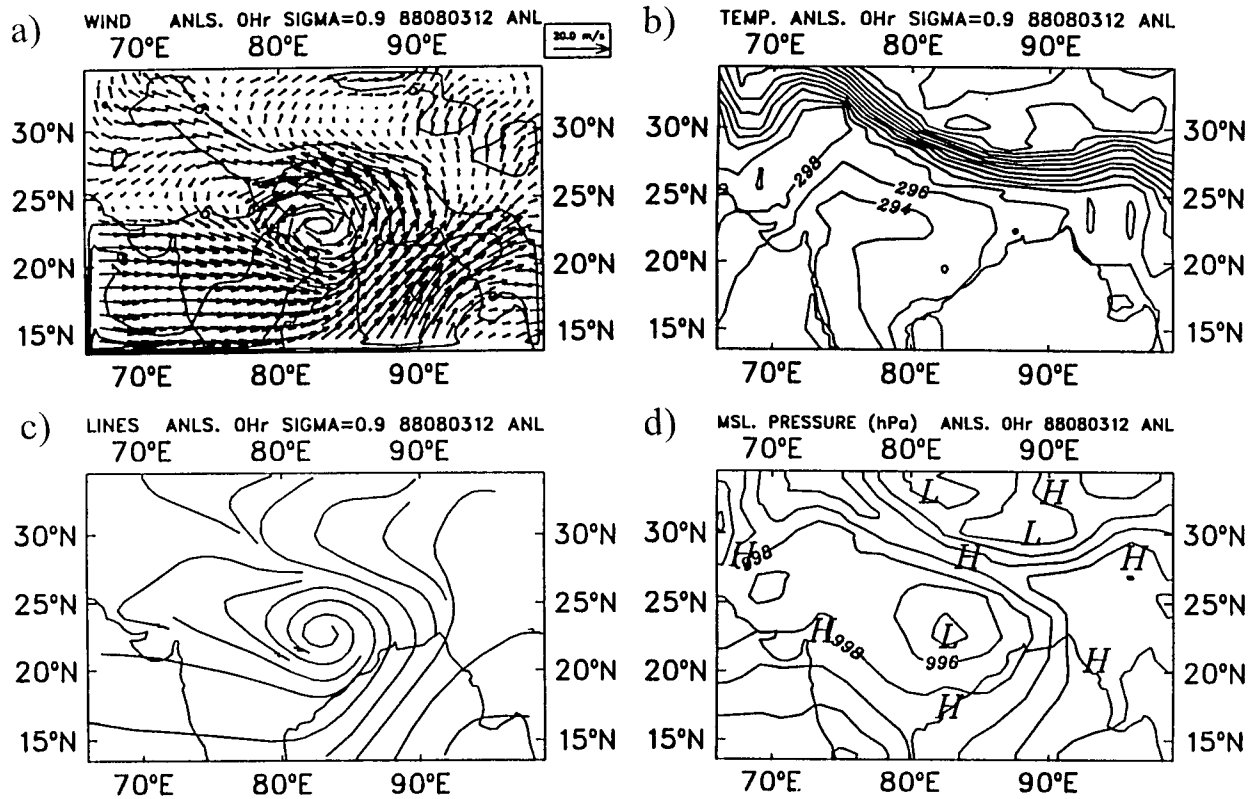 a)
WIND ANLS. 0Hr SIGMA=0.9 88080312 ANL
20.0 m/s
70°E 80°E 90°E
30°N 30°N
25°N 25°N
20°N 20°N
15°N 15°N
70°E 80°E 90°E
b)
TEMP. ANLS. 0Hr SIGMA=0.9 88080312 ANL
70°E 80°E 90°E
30°N 30°N
298
25°N 296 25°N
294
20°N 20°N
15°N 15°N
70°E 80°E 90°E
c)
LINES ANLS. 0Hr SIGMA=0.9 88080312 ANL
70°E 80°E 90°E
30°N 30°N
25°N 25°N
20°N 20°N
15°N 15°N
70°E 80°E 90°E
d)
MSL. PRESSURE (hPa) ANLS. 0Hr 88080312 ANL
70°E 80°E 90°E
L H
30°N L 30°N
H 998 H H
25°N 25°N
H L
998 996
20°N H 20°N
H
15°N 15°N
70°E 80°E 90°E